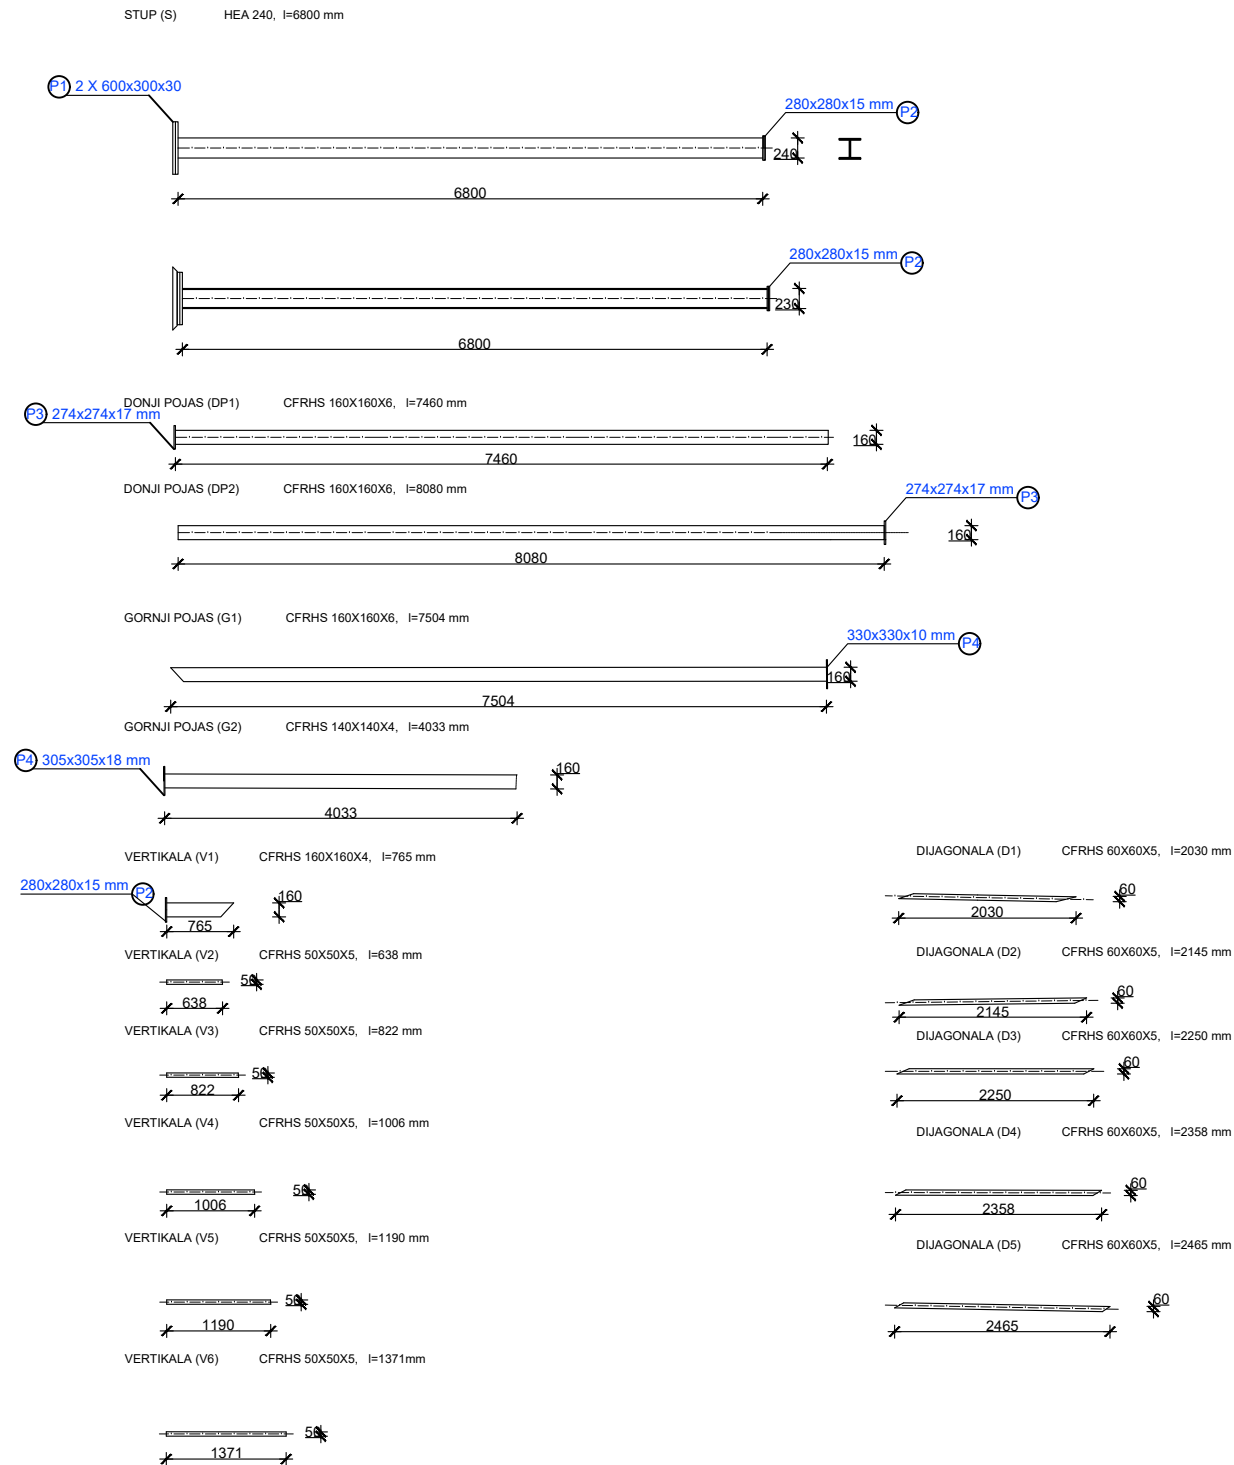 STUP (S) HEA 240, l=6800 mm
P1 2 X 600x300x30
280x280x15 mm P2
240
6800
280x280x15 mm P2
230
6800
DONJI POJAS (DP1) CFRHS 160X160X6, l=7460 mm
P3 274x274x17 mm
160
7460
DONJI POJAS (DP2) CFRHS 160X160X6, l=8080 mm
274x274x17 mm P3
160
8080
GORNJI POJAS (G1) CFRHS 160X160X6, l=7504 mm
330x330x10 mm P4
160
7504
GORNJI POJAS (G2) CFRHS 140X140X4, l=4033 mm
P4 305x305x18 mm
160
4033
VERTIKALA (V1) CFRHS 160X160X4, l=765 mm
280x280x15 mm P2
160
765
VERTIKALA (V2) CFRHS 50X50X5, l=638 mm
50
638
VERTIKALA (V3) CFRHS 50X50X5, l=822 mm
50
822
VERTIKALA (V4) CFRHS 50X50X5, l=1006 mm
50
1006
VERTIKALA (V5) CFRHS 50X50X5, l=1190 mm
50
1190
VERTIKALA (V6) CFRHS 50X50X5, l=1371mm
50
1371
DIJAGONALA (D1) CFRHS 60X60X5, l=2030 mm
60
2030
DIJAGONALA (D2) CFRHS 60X60X5, l=2145 mm
60
2145
DIJAGONALA (D3) CFRHS 60X60X5, l=2250 mm
60
2250
DIJAGONALA (D4) CFRHS 60X60X5, l=2358 mm
60
2358
DIJAGONALA (D5) CFRHS 60X60X5, l=2465 mm
60
2465